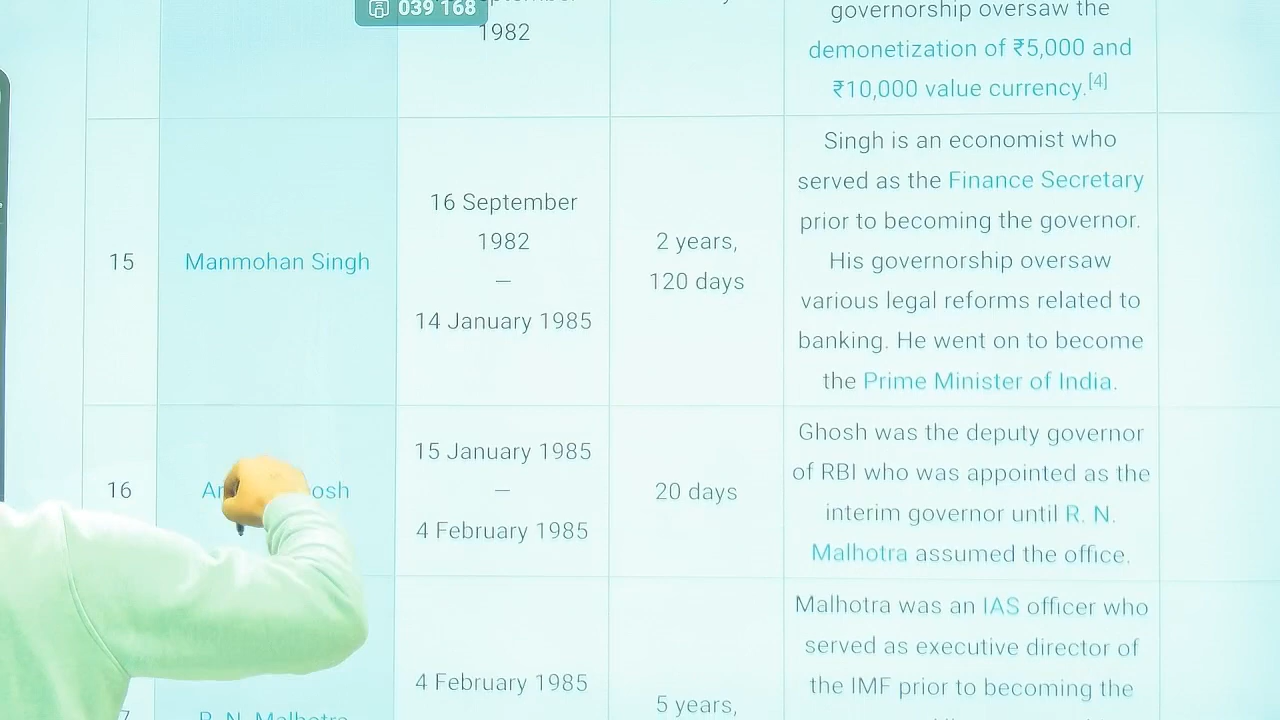 039 168
1982
governorship oversaw the
demonetization of ₹5,000 and
₹10,000 value currency.[4]
15
Manmohan Singh
16 September
1982
—
14 January 1985
2 years,
120 days
Singh is an economist who
served as the Finance Secretary
prior to becoming the governor.
His governorship oversaw
various legal reforms related to
banking. He went on to become
the Prime Minister of India.
16
15 January 1985
—
4 February 1985
20 days
Ghosh was the deputy governor
of RBI who was appointed as the
interim governor until R. N.
Malhotra assumed the office.
R. N. Malhotra
4 February 1985
5 years,
Malhotra was an IAS officer who
served as executive director of
the IMF prior to becoming the